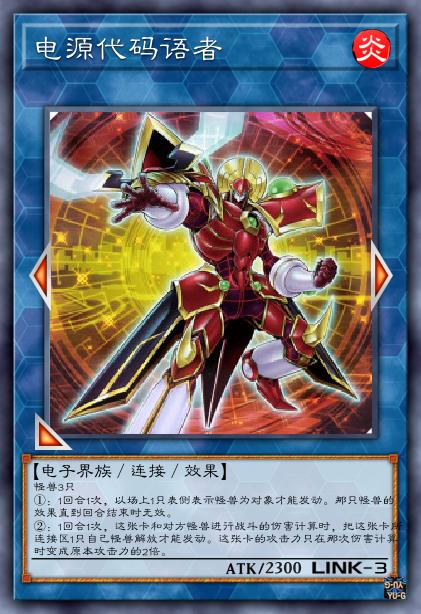 电源代码语者
炎
【电子界族／连接／效果】
怪兽3只
①：1回合1次，以场上1只表侧表示怪兽为对象才能发动。那只怪兽的
效果直到回合结束时无效。
②：1回合1次，这张卡和对方怪兽进行战斗的伤害计算时，把这张卡所
连接区1只自己怪兽解放才能发动。这张卡的攻击力只在那次伤害计算
时变成原本攻击力的2倍。
ATK/2300 LINK-3